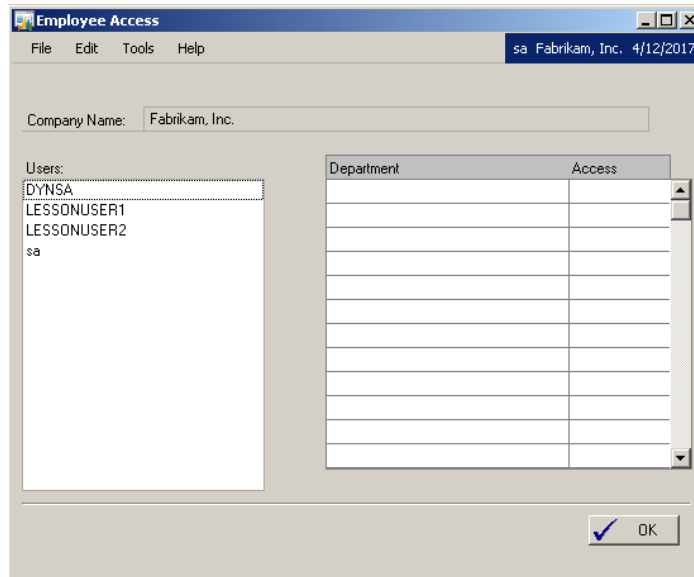 Employee Access
File Edit Tools Help sa Fabrikam, Inc. 4/12/2017
Company Name: Fabrikam, Inc.
Users: Department Access
DYNSA
LESSONUSER1
LESSONUSER2
sa
OK